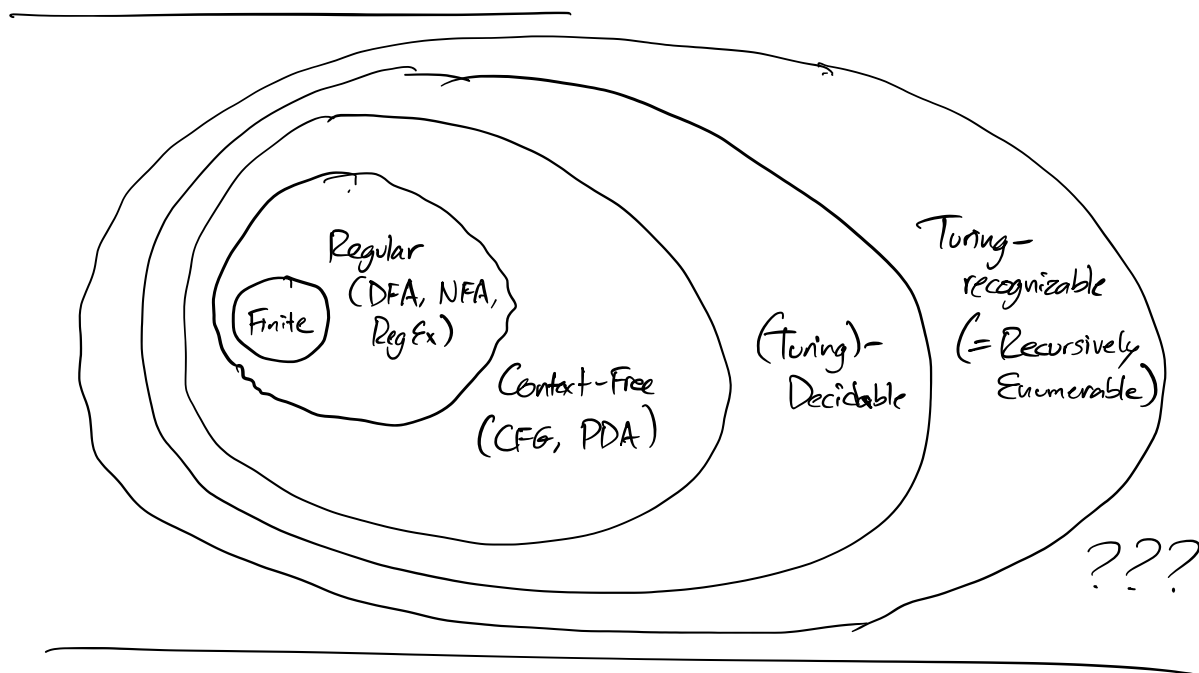 Regular
(DFA, NFA,
RegEx)
Finite
Context-Free
(CFG, PDA)
(Turing)-
Decidable
Turing-
recognizable
(= Recursively
Enumerable)
???